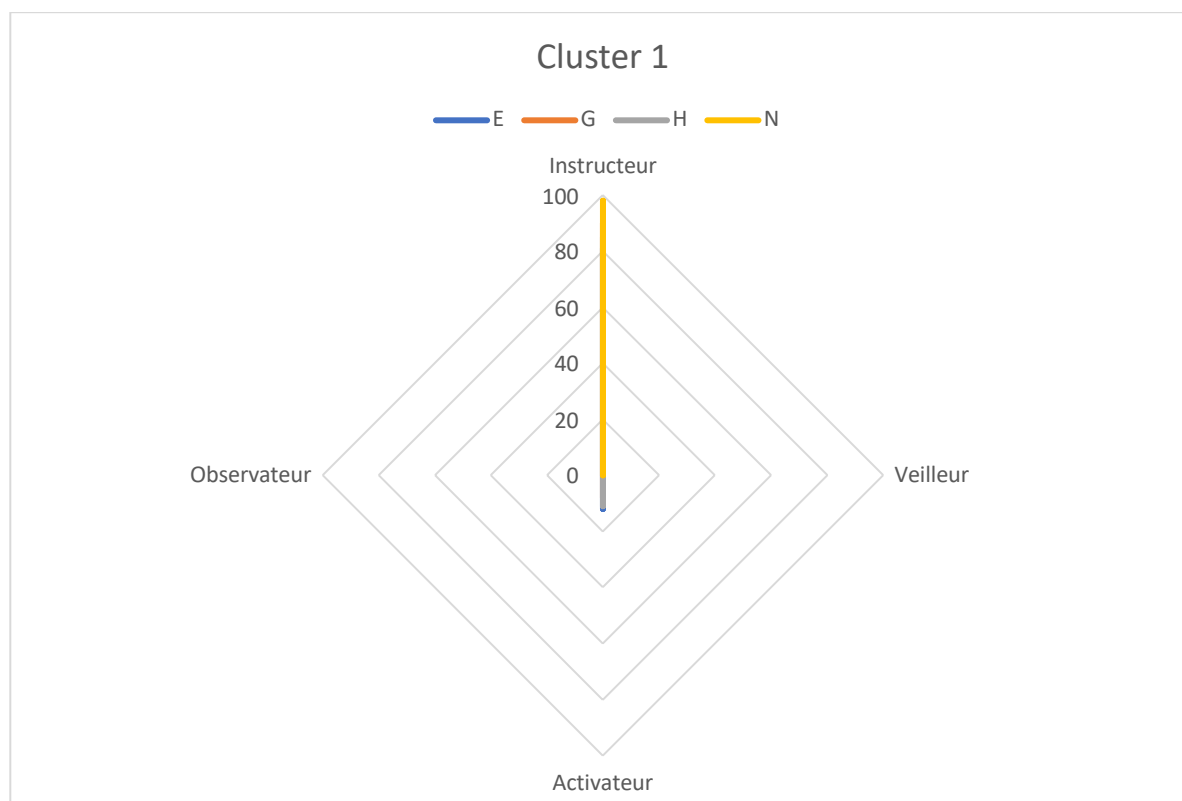 Cluster 1
E G H N
Instructeur
100
80
60
40
20
0
Observateur
Veilleur
Activateur